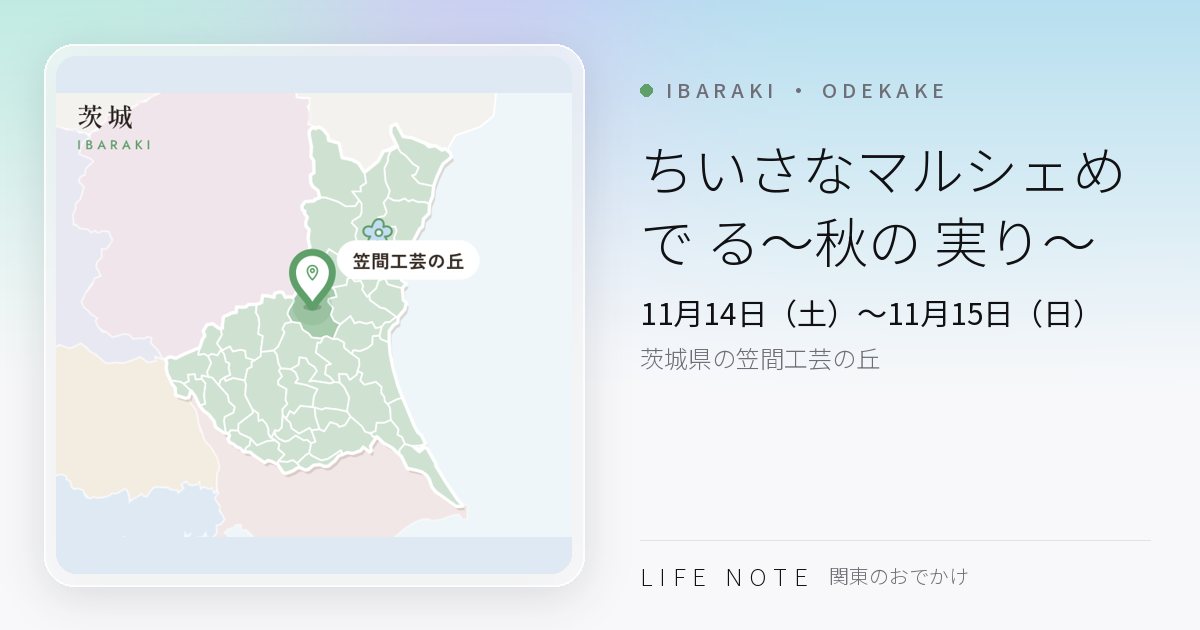 茨城
IBARAKI
笠間工芸の丘
IBARAKI • ODEKAKE
ちいさなマルシェめ
で る〜秋の 実り〜
11月14日（土）〜11月15日（日）
茨城県の笠間工芸の丘
LIFE NOTE 関東のおでかけ